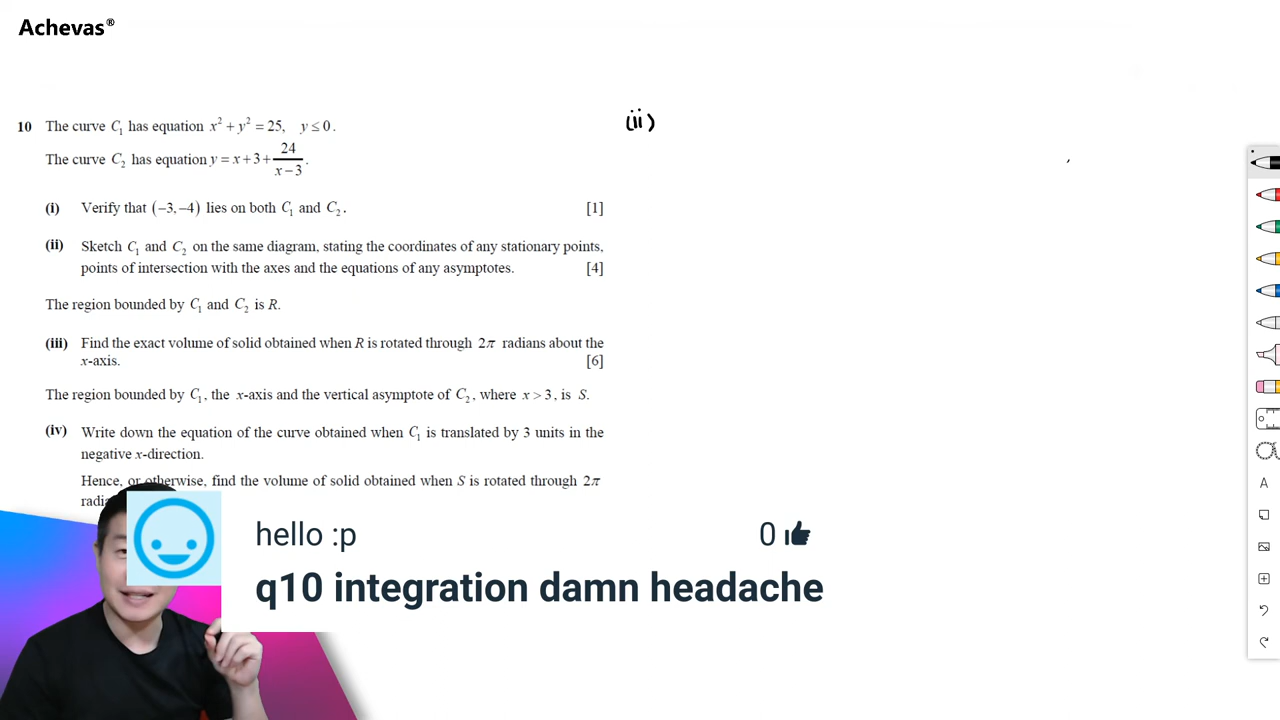 Achevas®
10 The curve C₁ has equation x² + y² = 25, y ≤ 0.
The curve C₂ has equation y = x + 3 + 24/(x − 3).
(i) Verify that (−3, −4) lies on both C₁ and C₂. [1]
(ii) Sketch C₁ and C₂ on the same diagram, stating the coordinates of any stationary points,
points of intersection with the axes and the equations of any asymptotes. [4]
The region bounded by C₁ and C₂ is R.
(iii) Find the exact volume of solid obtained when R is rotated through 2π radians about the
x-axis. [6]
The region bounded by C₁, the x-axis and the vertical asymptote of C₂, where x > 3, is S.
(iv) Write down the equation of the curve obtained when C₁ is translated by 3 units in the
negative x-direction.
Hence, or otherwise, find the volume of solid obtained when S is rotated through 2π
(ii)
hello :p 0
q10 integration damn headache
A